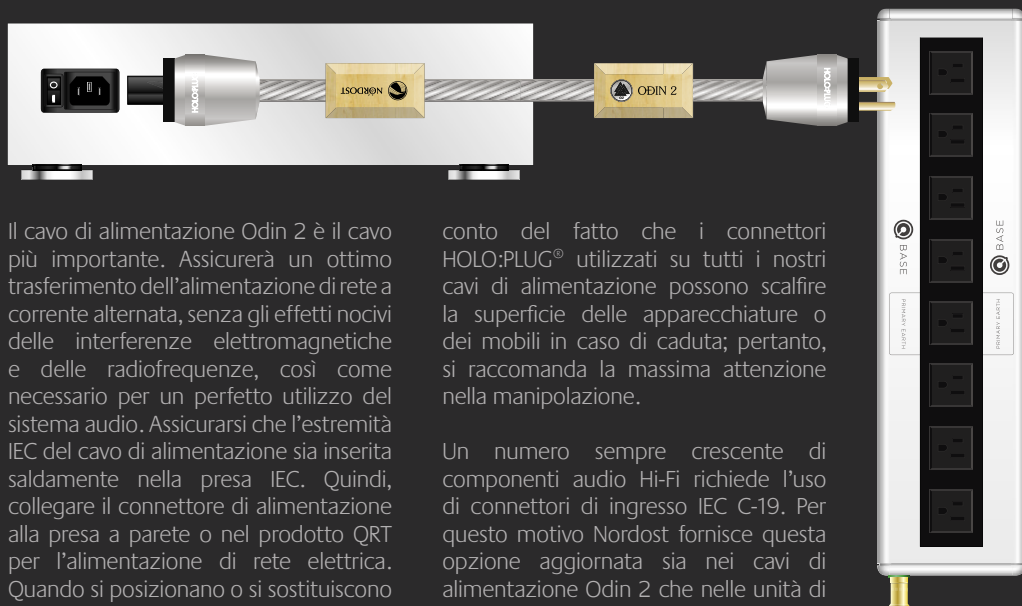 HOLO:PLUG
NORDOST
ODIN 2
HOLO:PLUG
BASE
BASE
PRIMARY EARTH
PRIMARY EARTH
Il cavo di alimentazione Odin 2 è il cavo
più importante. Assicurerà un ottimo
trasferimento dell'alimentazione di rete a
corrente alternata, senza gli effetti nocivi
delle interferenze elettromagnetiche
e delle radiofrequenze, così come
necessario per un perfetto utilizzo del
sistema audio. Assicurarsi che l'estremità
IEC del cavo di alimentazione sia inserita
saldamente nella presa IEC. Quindi,
collegare il connettore di alimentazione
alla presa a parete o nel prodotto QRT
per l'alimentazione di rete elettrica.
Quando si posizionano o si sostituiscono
conto del fatto che i connettori
HOLO:PLUG® utilizzati su tutti i nostri
cavi di alimentazione possono scalfire
la superficie delle apparecchiature o
dei mobili in caso di caduta; pertanto,
si raccomanda la massima attenzione
nella manipolazione.
Un numero sempre crescente di
componenti audio Hi-Fi richiede l'uso
di connettori di ingresso IEC C-19. Per
questo motivo Nordost fornisce questa
opzione aggiornata sia nei cavi di
alimentazione Odin 2 che nelle unità di